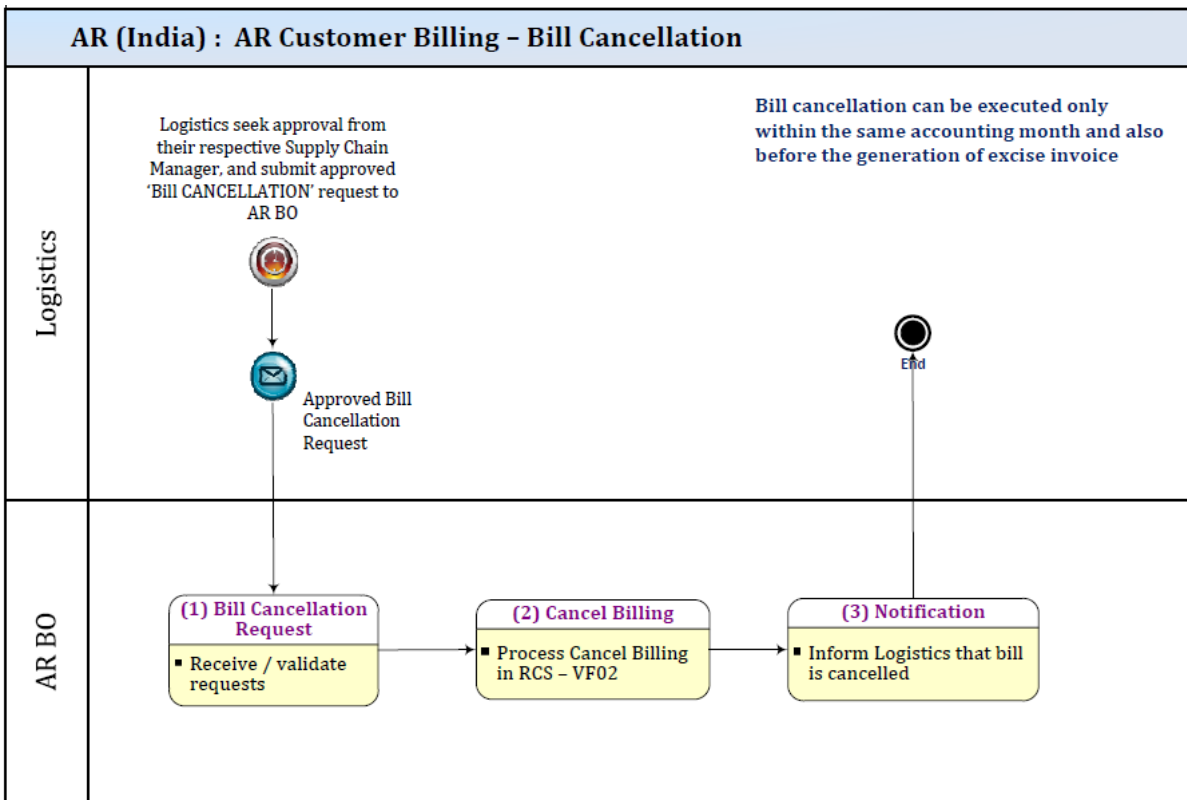 AR (India) :  AR Customer Billing – Bill Cancellation
Logistics
Logistics seek approval from
their respective Supply Chain
Manager, and submit approved
‘Bill CANCELLATION’ request to
AR BO
Bill cancellation can be executed only
within the same accounting month and also
before the generation of excise invoice
Approved Bill
Cancellation
Request
End
AR BO
(1) Bill Cancellation
Request
▪ Receive / validate
requests
(2) Cancel Billing
▪ Process Cancel Billing
in RCS – VF02
(3) Notification
▪ Inform Logistics that bill
is cancelled